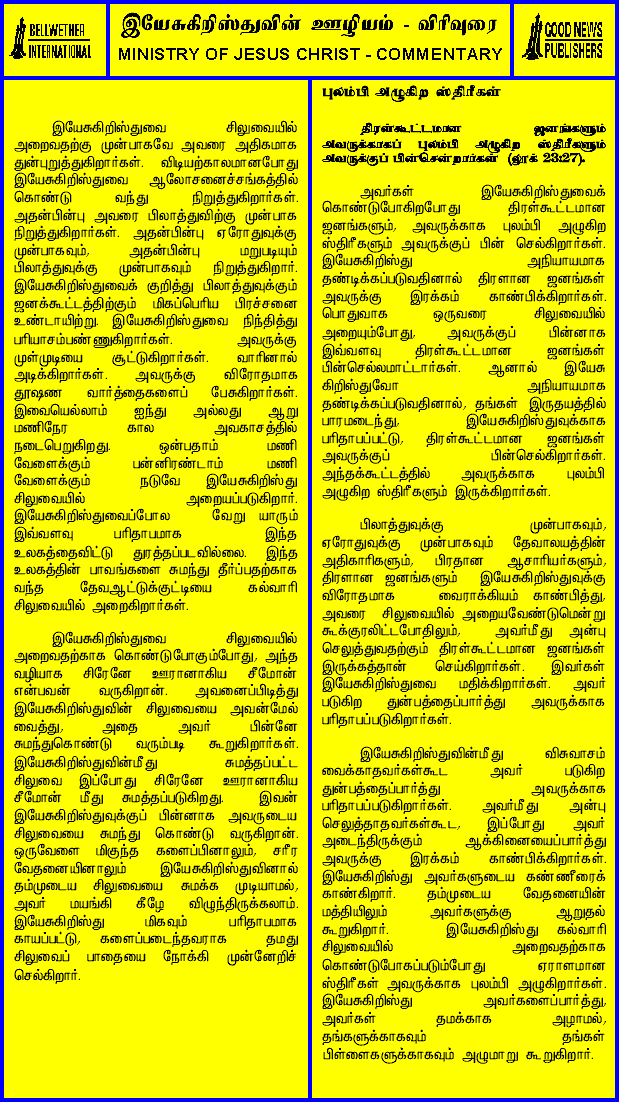 BELLWETHER
INTERNATIONAL
இயேசுகிறிஸ்துவின் ஊழியம் - விரிவுரை
MINISTRY OF JESUS CHRIST - COMMENTARY
GOOD NEWS
PUBLISHERS
இயேசுகிறிஸ்துவை சிலுவையில்
அறைவதற்கு முன்பாகவே அவரை அதிகமாக
துன்புறுத்துகிறார்கள். விடியற்காலமானபோது
இயேசுகிறிஸ்துவை ஆலோசனைச்சங்கத்தில்
கொண்டு வந்து நிறுத்துகிறார்கள்.
அதன்பின்பு அவரை பிலாத்துவிற்கு முன்பாக
நிறுத்துகிறார்கள். அதன்பின்பு ஏரோதுவுக்கு
முன்பாகவும், அதன்பின்பு மறுபடியும்
பிலாத்துவுக்கு முன்பாகவும் நிறுத்துகிறார்.
இயேசுகிறிஸ்துவைக் குறித்து பிலாத்துவுக்கும்
ஜனக்கூட்டத்திற்கும் மிகப்பெரிய பிரச்சனை
உண்டாயிற்று. இயேசுகிறிஸ்துவை நிந்தித்து
பரியாசம்பண்ணுகிறார்கள். அவருக்கு
முள்முடியை சூட்டுகிறார்கள். வாரினால்
அடிக்கிறார்கள். அவருக்கு விரோதமாக
தூஷண வார்த்தைகளைப் பேசுகிறார்கள்.
இவையெல்லாம் ஐந்து அல்லது ஆறு
மணிநேர கால அவகாசத்தில்
நடைபெறுகிறது. ஒன்பதாம் மணி
வேளைக்கும் பன்னிரண்டாம் மணி
வேளைக்கும் நடுவே இயேசுகிறிஸ்து
சிலுவையில் அறையப்படுகிறார்.
இயேசுகிறிஸ்துவைப்போல வேறு யாரும்
இவ்வளவு பரிதாபமாக இந்த
உலகத்தைவிட்டு துரத்தப்படவில்லை. இந்த
உலகத்தின் பாவங்களை சுமந்து தீர்ப்பதற்காக
வந்த தேவஆட்டுக்குட்டியை கல்வாரி
சிலுவையில் அறைகிறார்கள்.
இயேசுகிறிஸ்துவை சிலுவையில்
அறைவதற்காக கொண்டுபோகும்போது, அந்த
வழியாக சிரேனே ஊரானாகிய சீமோன்
என்பவன் வருகிறான். அவனைப்பிடித்து
இயேசுகிறிஸ்துவின் சிலுவையை அவன்மேல்
வைத்து, அதை அவர் பின்னே
சுமந்துகொண்டு வரும்படி கூறுகிறார்கள்.
இயேசுகிறிஸ்துவின்மீது சுமத்தப்பட்ட
சிலுவை இப்போது சிரேனே ஊரானாகிய
சீமோன் மீது சுமத்தப்படுகிறது. இவன்
இயேசுகிறிஸ்துவுக்குப் பின்னாக அவருடைய
சிலுவையை சுமந்து கொண்டு வருகிறான்.
ஒருவேளை மிகுந்த களைப்பினாலும், சரீர
வேதனையினாலும் இயேசுகிறிஸ்துவினால்
தம்முடைய சிலுவையை சுமக்க முடியாமல்,
அவர் மயங்கி கீழே விழுந்திருக்கலாம்.
இயேசுகிறிஸ்து மிகவும் பரிதாபமாக
காயப்பட்டு, களைப்படைந்தவராக தமது
சிலுவைப் பாதையை நோக்கி முன்னேறிச்
செல்கிறார்.
புலம்பி அழுகிற ஸ்திரீகள்
திரள்கூட்டமான ஜனங்களும்
அவருக்காகப் புலம்பி அழுகிற ஸ்திரீகளும்
அவருக்குப் பின்சென்றார்கள் (லூக் 23:27).
அவர்கள் இயேசுகிறிஸ்துவைக்
கொண்டுபோகிறபோது திரள்கூட்டமான
ஜனங்களும், அவருக்காக புலம்பி அழுகிற
ஸ்திரீகளும் அவருக்குப் பின் செல்கிறார்கள்.
இயேசுகிறிஸ்து அநியாயமாக
தண்டிக்கப்படுவதினால் திரளான ஜனங்கள்
அவருக்கு இரக்கம் காண்பிக்கிறார்கள்.
பொதுவாக ஒருவரை சிலுவையில்
அறையும்போது, அவருக்குப் பின்னாக
இவ்வளவு திரள்கூட்டமான ஜனங்கள்
பின்செல்லமாட்டார்கள். ஆனால் இயேசு
கிறிஸ்துவோ அநியாயமாக
தண்டிக்கப்படுவதினால், தங்கள் இருதயத்தில்
பாரமடைந்து, இயேசுகிறிஸ்துவுக்காக
பரிதாபப்பட்டு, திரள்கூட்டமான ஜனங்கள்
அவருக்குப் பின்செல்கிறார்கள்.
அந்தக்கூட்டத்தில் அவருக்காக புலம்பி
அழுகிற ஸ்திரீகளும் இருக்கிறார்கள்.
பிலாத்துவுக்கு முன்பாகவும்,
ஏரோதுவுக்கு முன்பாகவும் தேவாலயத்தின்
அதிகாரிகளும், பிரதான ஆசாரியர்களும்,
திரளான ஜனங்களும் இயேசுகிறிஸ்துவுக்கு
விரோதமாக வைராக்கியம் காண்பித்து,
அவரை சிலுவையில் அறையவேண்டுமென்று
கூக்குரலிட்டபோதிலும், அவர்மீது அன்பு
செலுத்துவதற்கும் திரள்கூட்டமான ஜனங்கள்
இருக்கத்தான் செய்கிறார்கள். இவர்கள்
இயேசுகிறிஸ்துவை மதிக்கிறார்கள். அவர்
படுகிற துன்பத்தைப்பார்த்து அவருக்காக
பரிதாபப்படுகிறார்கள்.
இயேசுகிறிஸ்துவின்மீது விசுவாசம்
வைக்காதவர்கள்கூட அவர் படுகிற
துன்பத்தைப்பார்த்து அவருக்காக
பரிதாபப்படுகிறார்கள். அவர்மீது அன்பு
செலுத்தாதவர்கள்கூட, இப்போது அவர்
அடைந்திருக்கும் ஆக்கினையைப்பார்த்து
அவருக்கு இரக்கம் காண்பிக்கிறார்கள்.
இயேசுகிறிஸ்து அவர்களுடைய கண்ணீரைக்
காண்கிறார். தம்முடைய வேதனையின்
மத்தியிலும் அவர்களுக்கு ஆறுதல்
கூறுகிறார். இயேசுகிறிஸ்து கல்வாரி
சிலுவையில் அறைவதற்காக
கொண்டுபோகப்படும்போது ஏராளமான
ஸ்திரீகள் அவருக்காக புலம்பி அழுகிறார்கள்.
இயேசுகிறிஸ்து அவர்களைப்பார்த்து,
அவர்கள் தமக்காக அழாமல்,
தங்களுக்காகவும் தங்கள்
பிள்ளைகளுக்காகவும் அழுமாறு கூறுகிறார்.